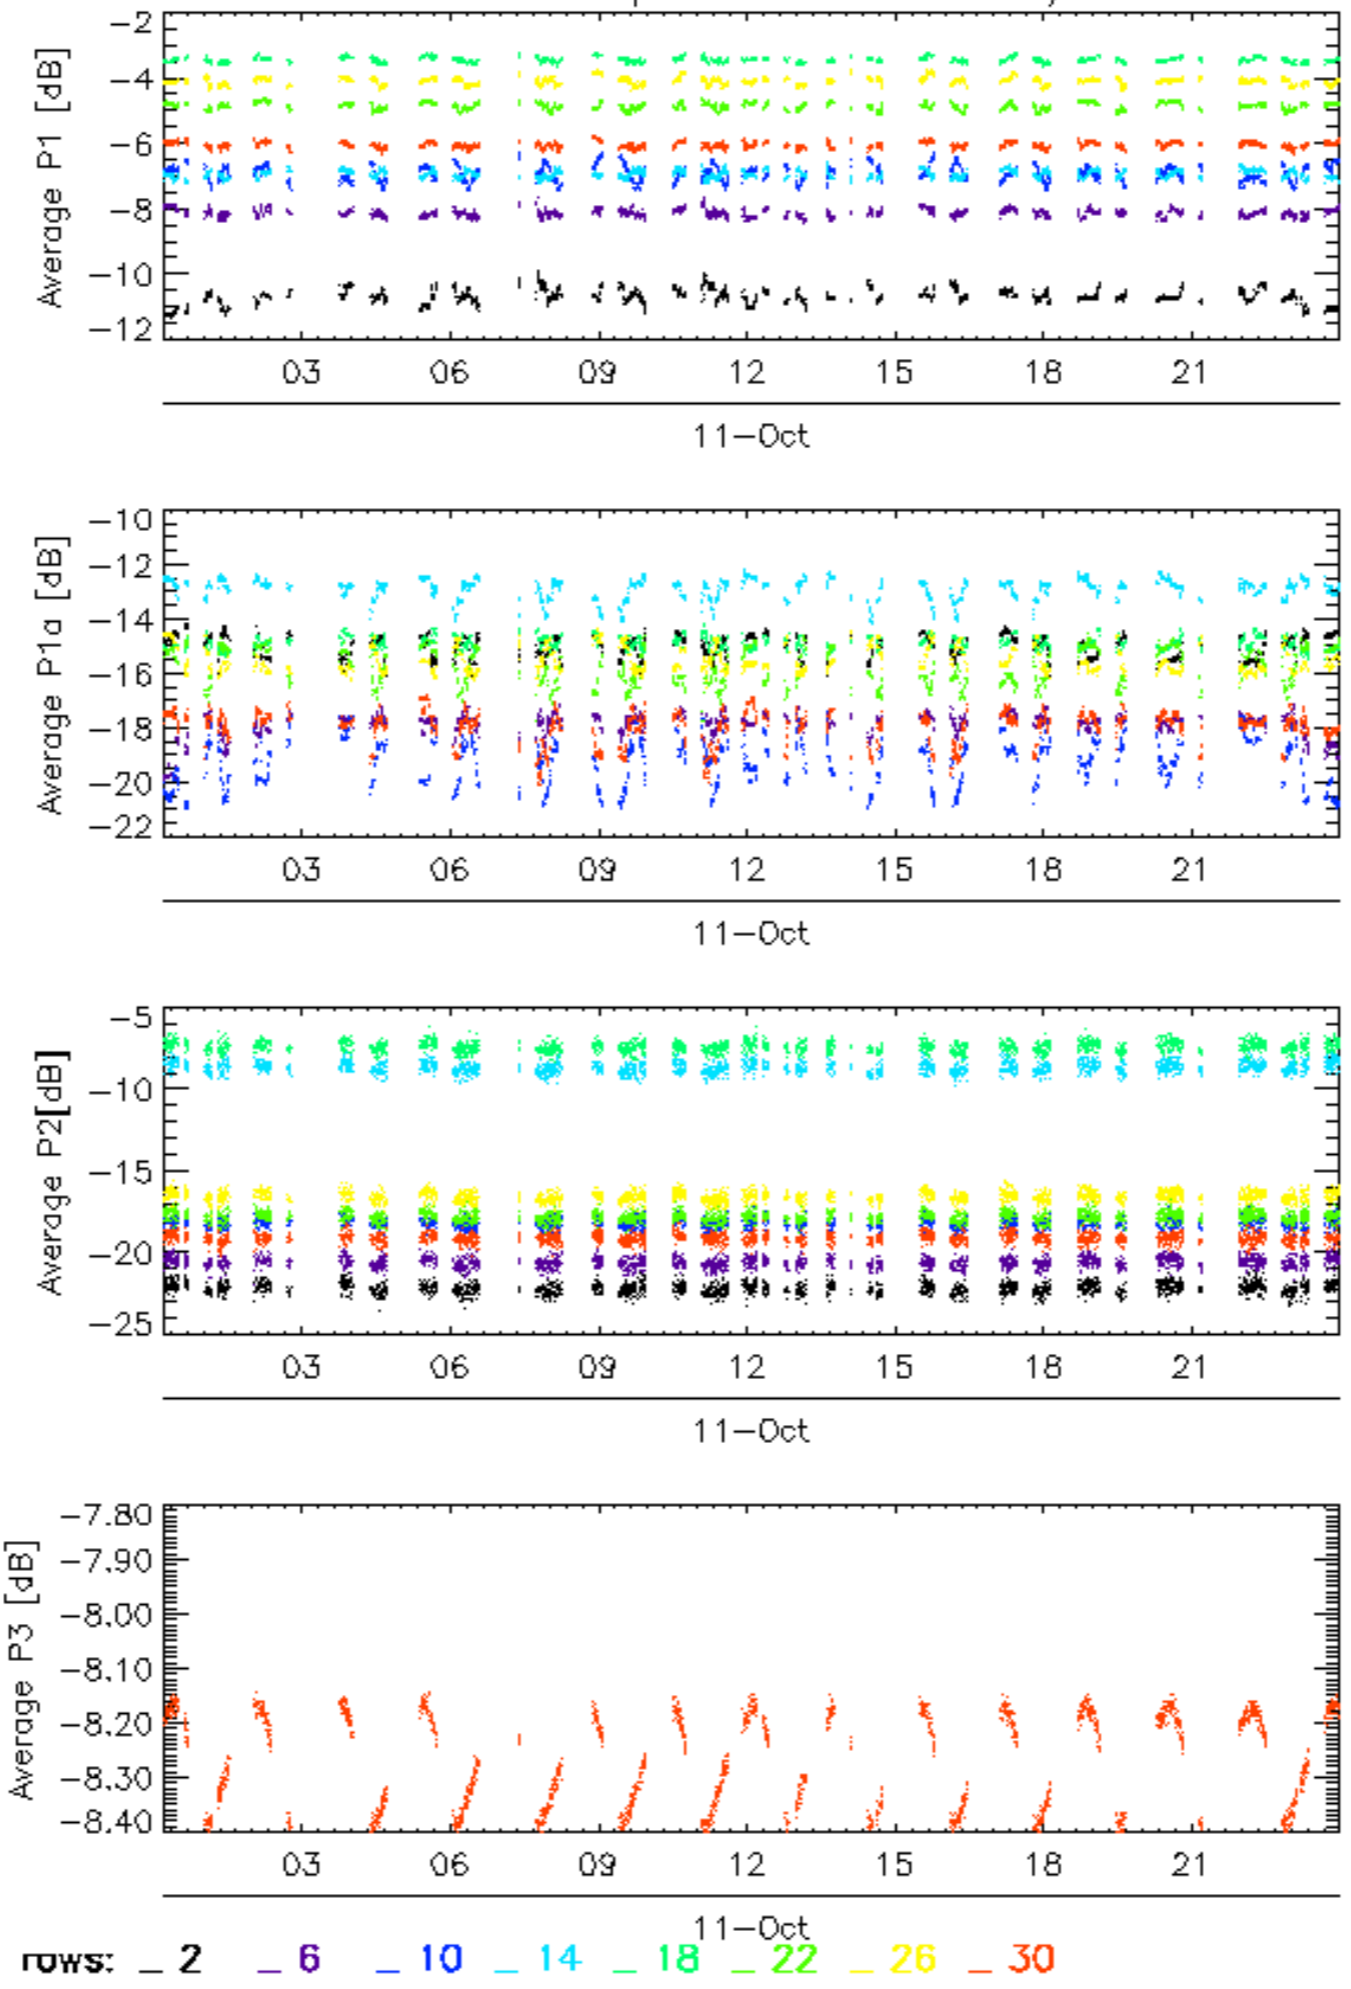 Average P1 [dB]
−2
−4
−6
−8
−10
−12
03 06 09 12 15 18 21
11−Oct
Average P1a [dB]
−10
−12
−14
−16
−18
−20
−22
03 06 09 12 15 18 21
11−Oct
Average P2[dB]
−5
−10
−15
−20
−25
03 06 09 12 15 18 21
11−Oct
Average P3 [dB]
−7.80
−7.90
−8.00
−8.10
−8.20
−8.30
−8.40
03 06 09 12 15 18 21
11−Oct
rows: _ 2 _ 6 _ 10 _ 14 _ 18 _ 22 _ 26 _ 30